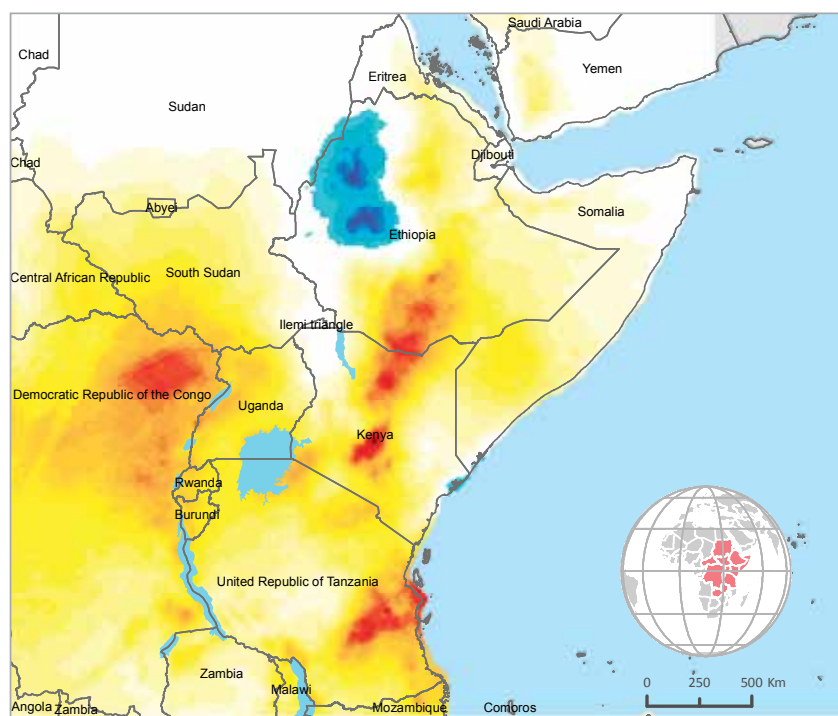 Saudi Arabia
Chad
Yemen
Eritrea
Sudan
Djibouti
Chad
Abyei
Somalia
Ethiopia
South Sudan
Central African Republic
Ilemi triangle
Democratic Republic of the Congo
Uganda
Kenya
Rwanda
Burundi
United Republic of Tanzania
Zambia
Malawi
0 250 500 Km
Angola
Zambia
Mozambique
Comoros